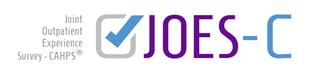 Joint
Outpatient
Experience
Survey - CAHPS®
JOES-C